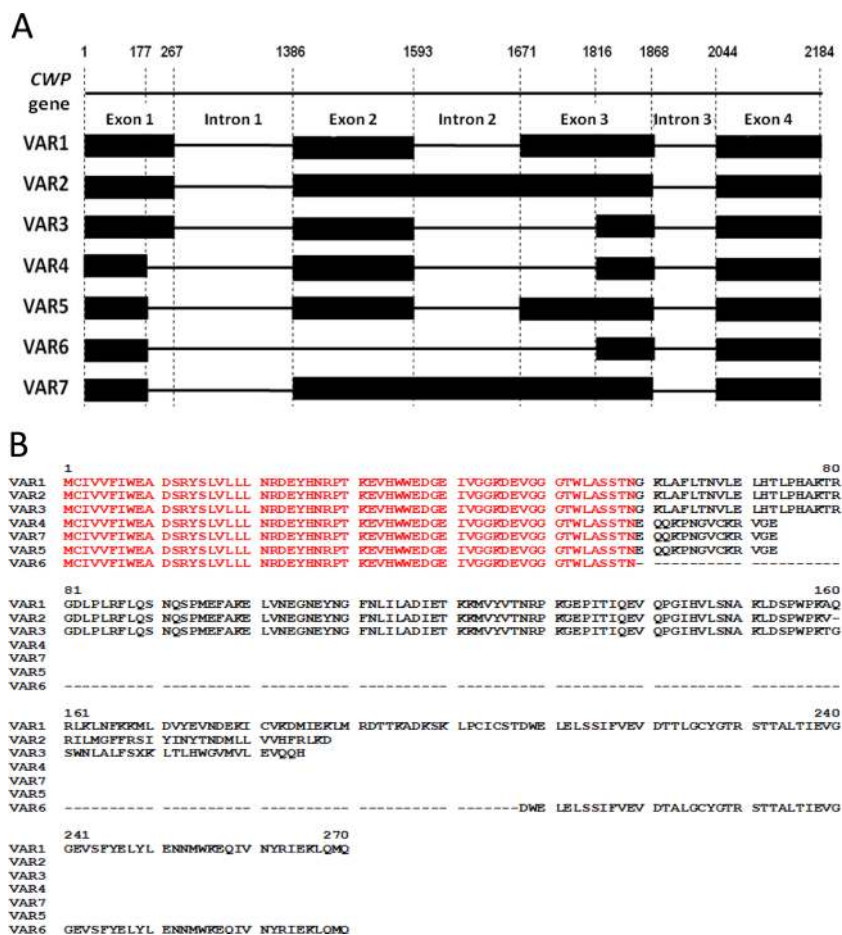 A
1 177 267 1386 1593 1671 1816 1868 2044 2184
CWP
gene
Exon 1 Intron 1 Exon 2 Intron 2 Exon 3 Intron 3 Exon 4
VAR1
VAR2
VAR3
VAR4
VAR5
VAR6
VAR7
B
1 80
VAR1 MCIVVFIWEA DSRYSLVLLL NRDEYHNRPT KEVHWWEDGE IVGGKDEVGG GTWLASSTNG KLAFLTNVLE LHTLPHAKTR
VAR2 MCIVVFIWEA DSRYSLVLLL NRDEYHNRPT KEVHWWEDGE IVGGKDEVGG GTWLASSTNG KLAFLTNVLE LHTLPHAKTR
VAR3 MCIVVFIWEA DSRYSLVLLL NRDEYHNRPT KEVHWWEDGE IVGGKDEVGG GTWLASSTNG KLAFLTNVLE LHTLPHAKTR
VAR4 MCIVVFIWEA DSRYSLVLLL NRDEYHNRPT KEVHWWEDGE IVGGKDEVGG GTWLASSTNE QQKPNGVCKR VGE
VAR7 MCIVVFIWEA DSRYSLVLLL NRDEYHNRPT KEVHWWEDGE IVGGKDEVGG GTWLASSTNE QQKPNGVCKR VGE
VAR5 MCIVVFIWEA DSRYSLVLLL NRDEYHNRPT KEVHWWEDGE IVGGKDEVGG GTWLASSTNE QQKPNGVCKR VGE
VAR6 MCIVVFIWEA DSRYSLVLLL NRDEYHNRPT KEVHWWEDGE IVGGKDEVGG GTWLASSTN- ---------- ----------
81 160
VAR1 GDLPLRFLQS NQSPMEFAKE LVNEGNEYNG FNLILADIET KKMVYVTNRP KGEPITIQEV QPGIHVLSNA KLDSPWPKAQ
VAR2 GDLPLRFLQS NQSPMEFAKE LVNEGNEYNG FNLILADIET KKMVYVTNRP KGEPITIQEV QPGIHVLSNA KLDSPWPKV-
VAR3 GDLPLRFLQS NQSPMEFAKE LVNEGNEYNG FNLILADIET KKMVYVTNRP KGEPITIQEV QPGIHVLSNA KLDSPWPKTG
VAR4
VAR7
VAR5
VAR6 ---------- ---------- ---------- ---------- ---------- ---------- ---------- ----------
161 240
VAR1 RLKLNFKKML DVYEVNDEKI CVKDMIEKLM RDTTKADKSK LPCICSTDWE LELSSIFVEV DTTLGCYGTR STTALTIEVG
VAR2 RILMGFFRSI YINYTNDMLL VVHFRLKD
VAR3 SWNLALFSXK LTLHWGVMVL EVQQH
VAR4
VAR7
VAR5
VAR6 ---------- ---------- ---------- ---------- -------DWE LELSSIFVEV DTALGCYGTR STTALTIEVG
241 270
VAR1 GEVSFYELYL ENNMWKEQIV NYRIEKLQMQ
VAR2
VAR3
VAR4
VAR7
VAR5
VAR6 GEVSFYELYL ENNMWKEQIV NYRIEKLQMQ